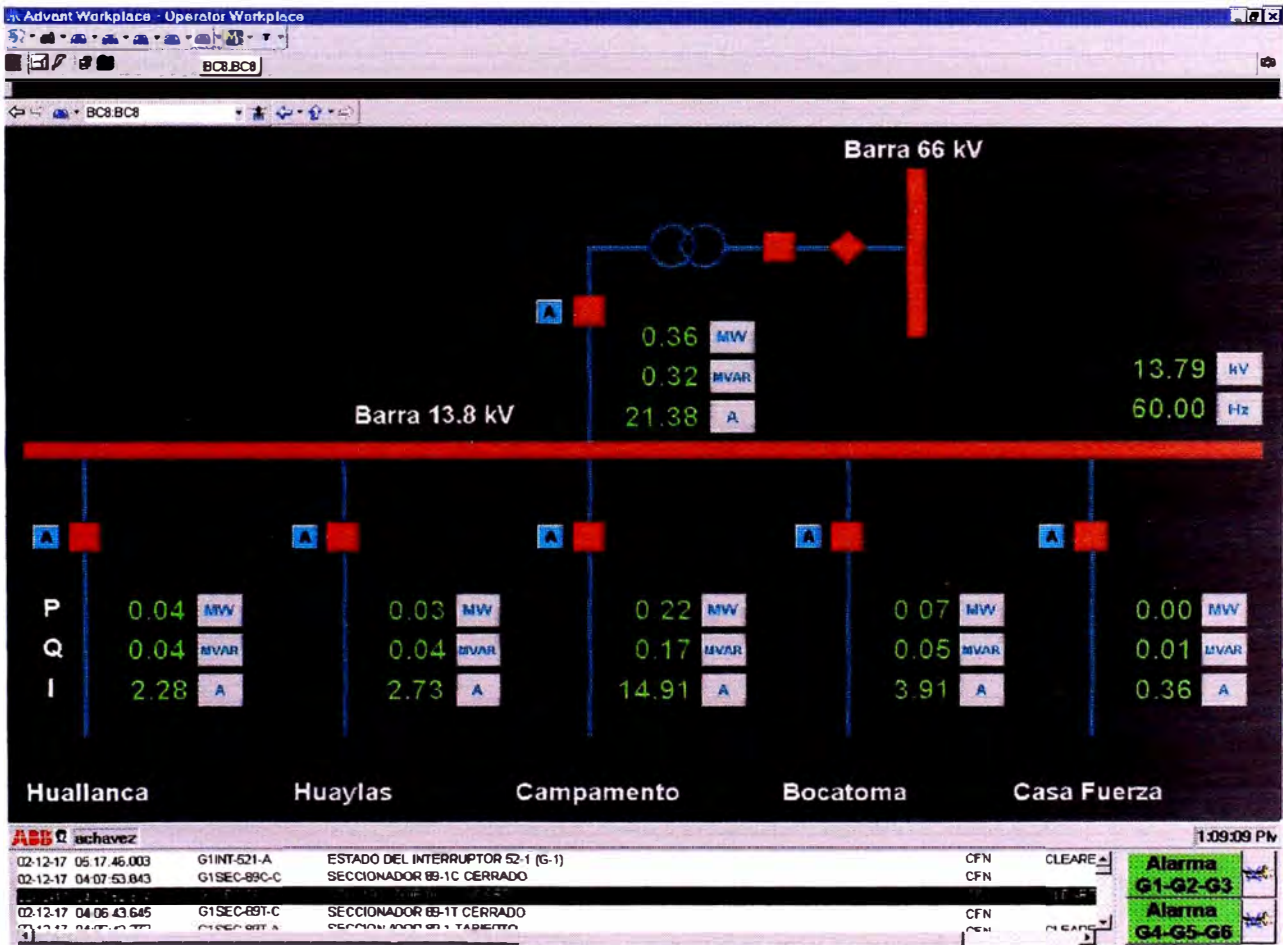 Advant Workplace - Operator Workplace
BC8.BC8
BC8:BC8
Barra 66 kV
A
0.36 MW
0.32 MVAR
21.38 A
13.79 kV
60.00 Hz
Barra 13.8 kV
A A A A A
P 0.04 MW 0.03 MW 0 22 MW 0 07 MW 0.00 MW
Q 0.04 MVAR 0.04 MVAR 0.17 MVAR 0.05 MVAR 0.01 MVAR
I 2.28 A 2.73 A 14.91 A 3.91 A 0.36 A
Huallanca Huaylas Campamento Bocatoma Casa Fuerza
ABB achavez 1:09:09 PM
02-12-17 05.17.46.003 G1INT-521-A ESTADO DEL INTERRUPTOR 52-1 (G-1) CFN CLEARE
02-12-17 04:07:53.843 G1SEC-89C-C SECCIONADOR 89-1C CERRADO CFN
02-12-17 04:06:43.645 G1SEC-89T-C SECCIONADOR 89-1T CERRADO CFN
Alarma
G1-G2-G3
Alarma
G4-G5-G6